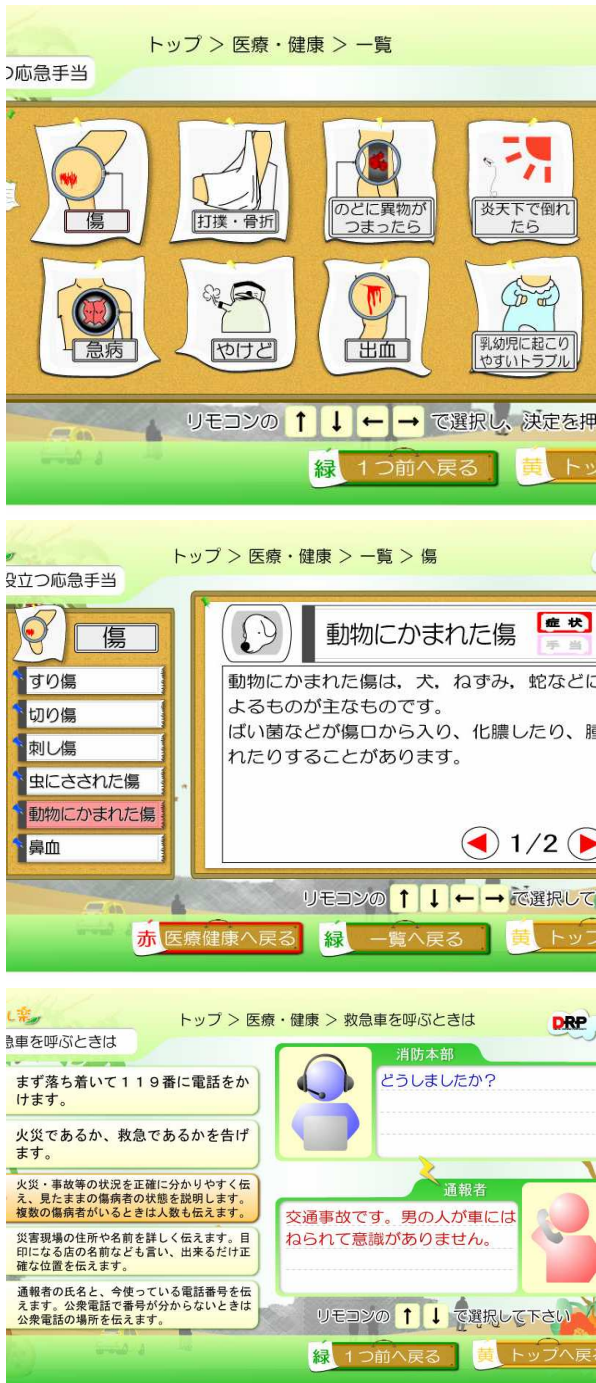 トップ > 医療・健康 > 一覧
つ応急手当
傷
打撲・骨折
のどに異物が
つまったら
炎天下で倒れ
たら
急病
やけど
出血
乳幼児に起こり
やすいトラブル
リモコンの ↑ ↓ ← → で選択し、決定を押
緑 1つ前へ戻る
黄 トッ
トップ > 医療・健康 > 一覧 > 傷
役立つ応急手当
傷
すり傷
切り傷
刺し傷
虫にさされた傷
動物にかまれた傷
鼻血
動物にかまれた傷
症状
手当
動物にかまれた傷は，犬，ねずみ，蛇などに
よるものが主なものです。
ばい菌などが傷口から入り、化膿したり、腫
れたりすることがあります。
1/2
リモコンの ↑ ↓ ← → で選択して
赤 医療健康へ戻る
緑 一覧へ戻る
黄 トップ
トップ > 医療・健康 > 救急車を呼ぶときは
DRP
急車を呼ぶときは
まず落ち着いて１１９番に電話をか
けます。
火災であるか、救急であるかを告げ
ます。
火災・事故等の状況を正確に分かりやすく伝
え、見たままの傷病者の状態を説明します。
複数の傷病者がいるときは人数も伝えます。
災害現場の住所や名前を詳しく伝えます。目
印になる店の名前なども言い、出来るだけ正
確な位置を伝えます。
通報者の氏名と、今使っている電話番号を伝
えます。公衆電話で番号が分からないときは
公衆電話の場所を伝えます。
消防本部
どうしましたか？
通報者
交通事故です。男の人が車には
ねられて意識がありません。
リモコンの ↑ ↓ で選択して下さい
緑 1つ前へ戻る
黄 トップへ戻る